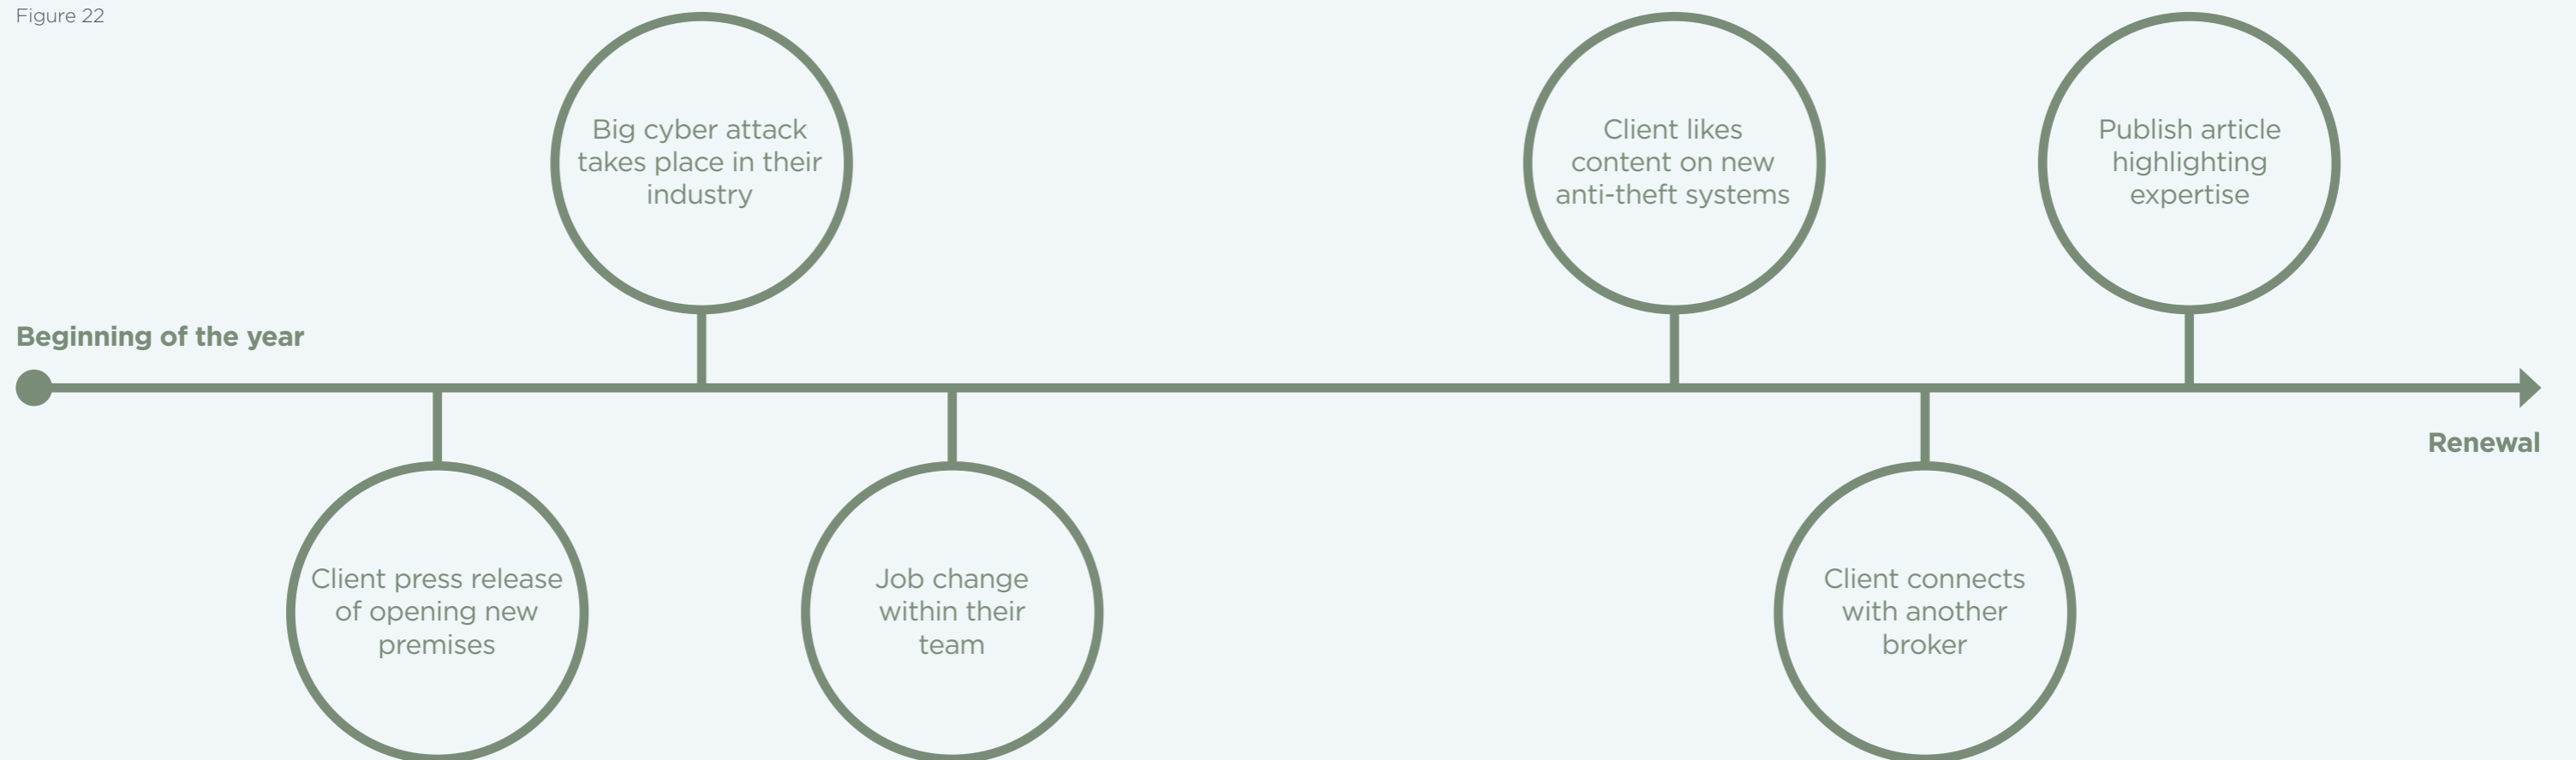 Figure 22
Big cyber attack
takes place in their
industry
Client likes
content on new
anti-theft systems
Publish article
highlighting
expertise
Beginning of the year
Renewal
Client press release
of opening new
premises
Job change
within their
team
Client connects
with another
broker